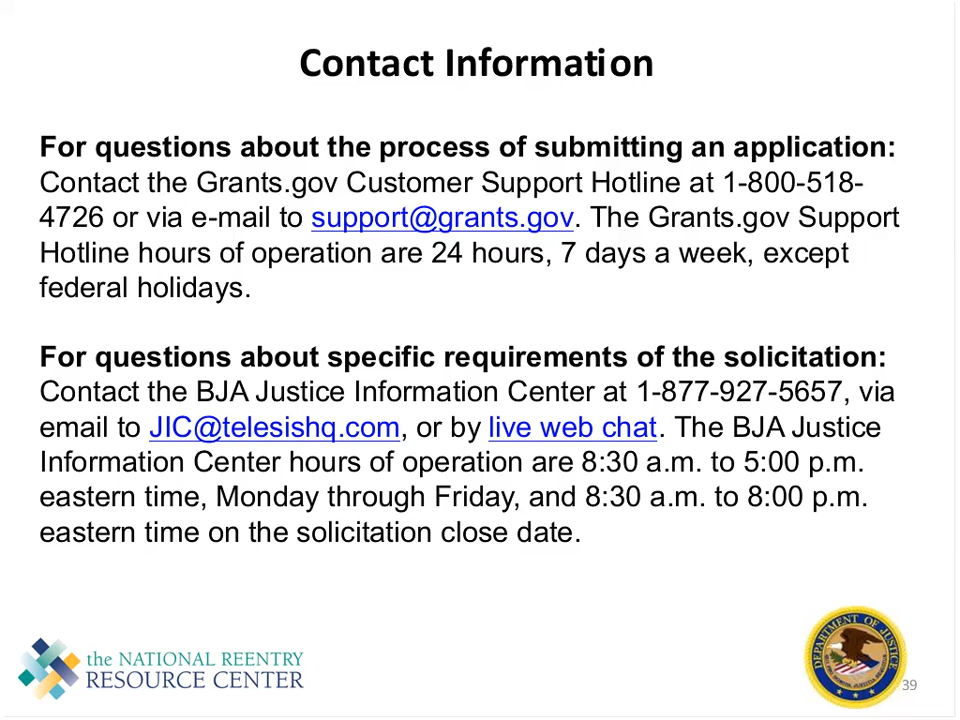 Contact Information
For questions about the process of submitting an application:
Contact the Grants.gov Customer Support Hotline at 1-800-518-
4726 or via e-mail to support@grants.gov. The Grants.gov Support
Hotline hours of operation are 24 hours, 7 days a week, except
federal holidays.
For questions about specific requirements of the solicitation:
Contact the BJA Justice Information Center at 1-877-927-5657, via
email to JIC@telesishq.com, or by live web chat. The BJA Justice
Information Center hours of operation are 8:30 a.m. to 5:00 p.m.
eastern time, Monday through Friday, and 8:30 a.m. to 8:00 p.m.
eastern time on the solicitation close date.
the NATIONAL REENTRY
RESOURCE CENTER
DEPARTMENT OF JUSTICE
39